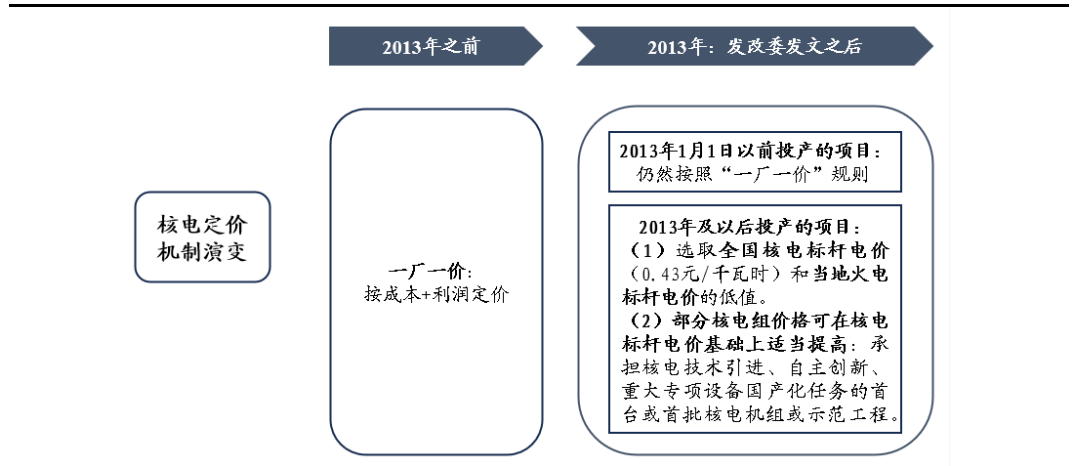 2013年之前
2013年：发改委发文之后
核电定价
机制演变
一厂一价：
按成本+利润定价
2013年1月1日以前投产的项目：
仍然按照“一厂一价”规则
2013年及以后投产的项目：
（1）选取全国核电标杆电价
（0.43元/千瓦时）和当地火电
标杆电价的低值。
（2）部分核电组价格可在核电
标杆电价基础上适当提高：承
担核电技术引进、自主创新、
重大专项设备国产化任务的首
台或首批核电机组或示范工程。